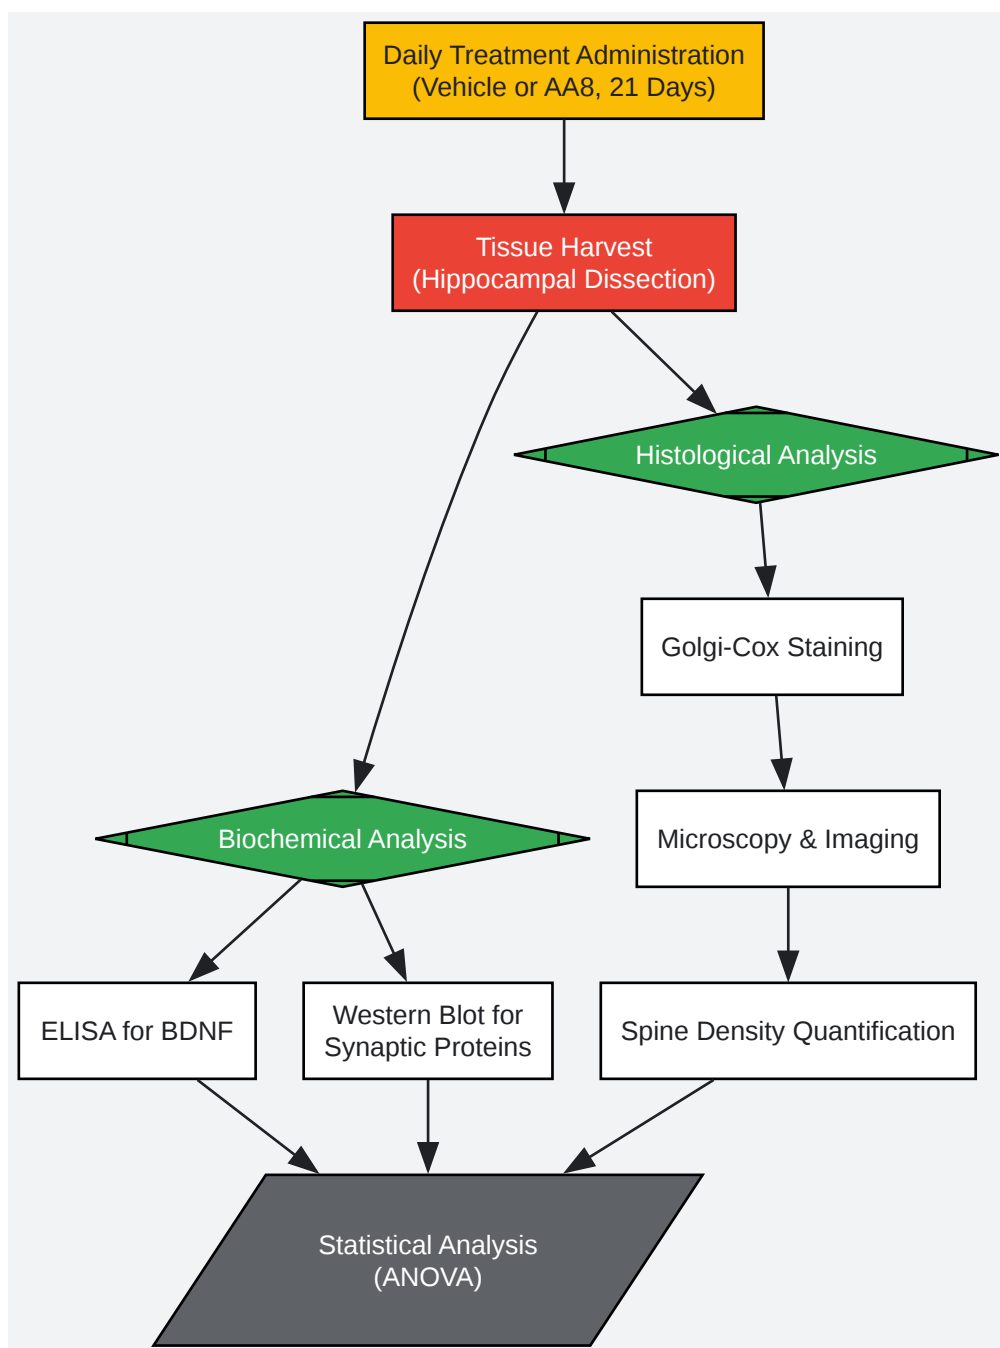 Daily Treatment Administration
(Vehicle or AA8, 21 Days)
Tissue Harvest
(Hippocampal Dissection)
Histological Analysis
Golgi-Cox Staining
Biochemical Analysis
Microscopy & Imaging
ELISA for BDNF
Western Blot for
Synaptic Proteins
Spine Density Quantification
Statistical Analysis
(ANOVA)